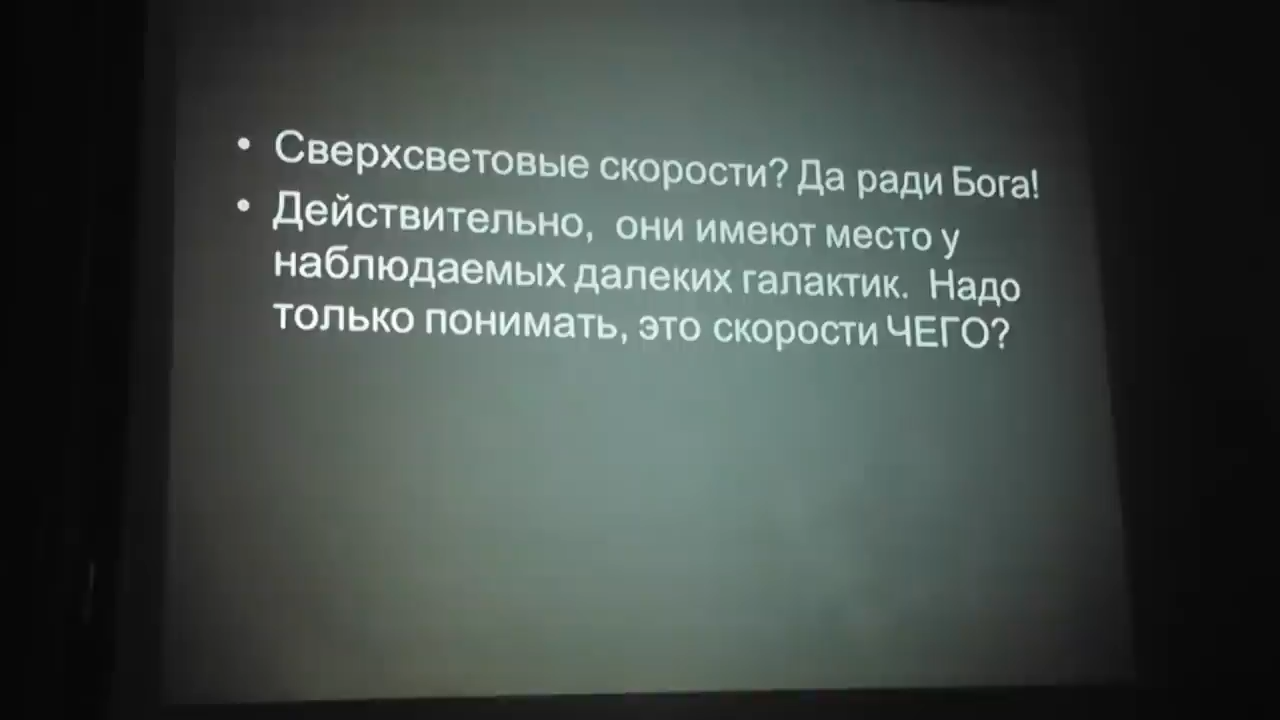 • Сверхсветовые скорости? Да ради Бога!
• Действительно, они имеют место у
наблюдаемых далеких галактик. Надо
только понимать, это скорости ЧЕГО?